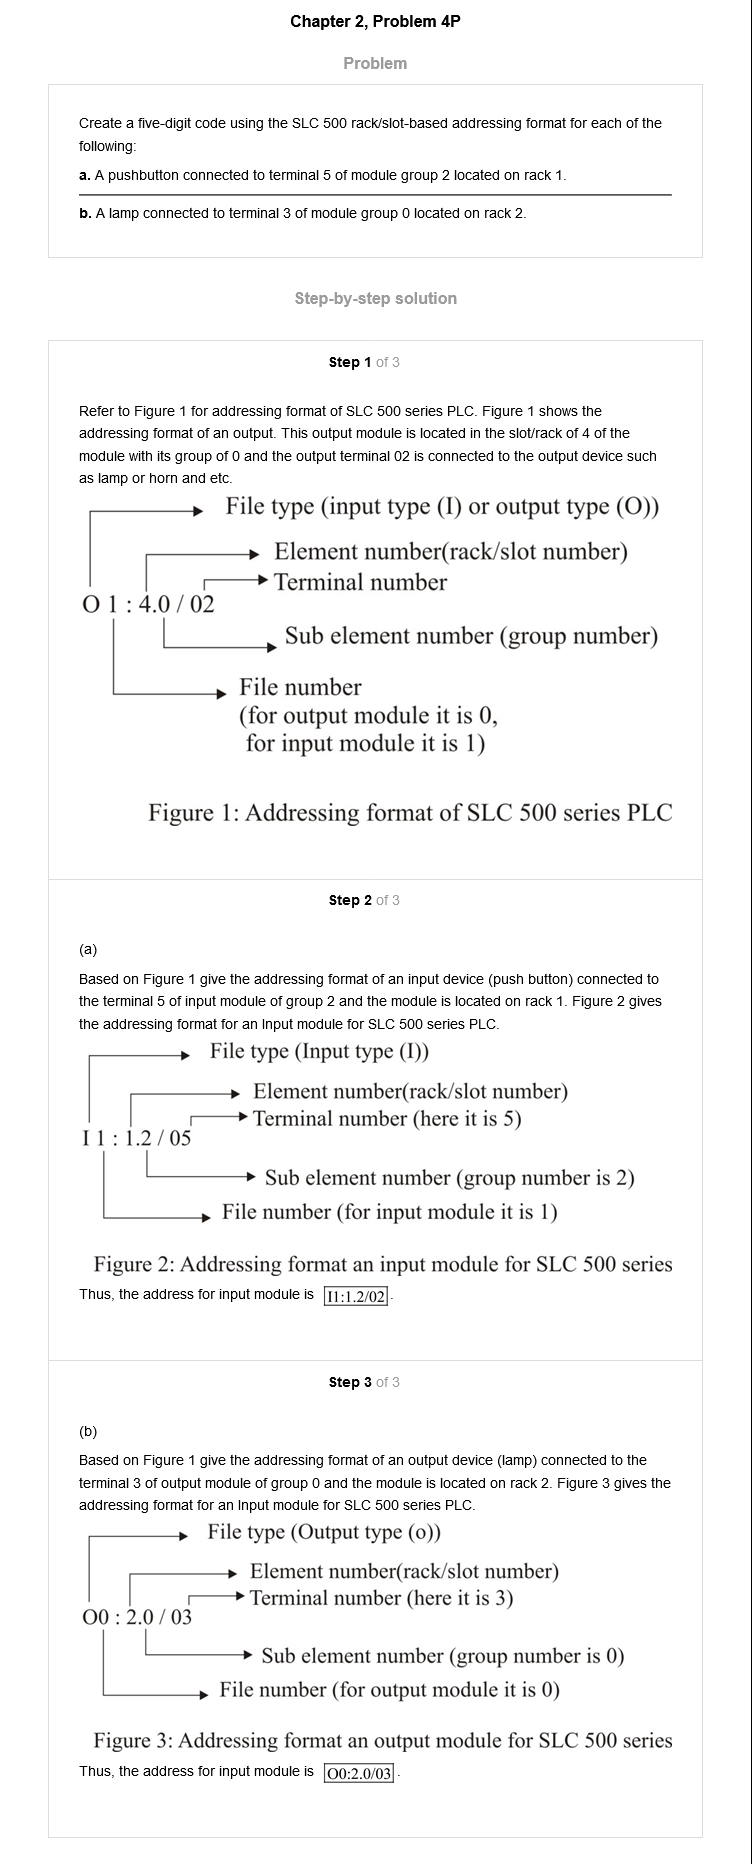 Chapter 2, Problem 4P
Problem
Create a five-digit code using the SLC 500 rack/slot-based addressing format for each of the
following:
a. A pushbutton connected to terminal 5 of module group 2 located on rack 1.
b. A lamp connected to terminal 3 of module group 0 located on rack 2.
Step-by-step solution
Step 1 of 3
Refer to Figure 1 for addressing format of SLC 500 series PLC. Figure 1 shows the
addressing format of an output. This output module is located in the slot/rack of 4 of the
module with its group of 0 and the output terminal 02 is connected to the output device such
as lamp or horn and etc.
File type (input type (I) or output type (O))
Element number(rack/slot number)
Terminal number
O 1 : 4.0 / 02
Sub element number (group number)
File number
(for output module it is 0,
for input module it is 1)
Figure 1: Addressing format of SLC 500 series PLC
Step 2 of 3
(a)
Based on Figure 1 give the addressing format of an input device (push button) connected to
the terminal 5 of input module of group 2 and the module is located on rack 1. Figure 2 gives
the addressing format for an Input module for SLC 500 series PLC.
File type (Input type (I))
Element number(rack/slot number)
Terminal number (here it is 5)
I 1 : 1.2 / 05
Sub element number (group number is 2)
File number (for input module it is 1)
Figure 2: Addressing format an input module for SLC 500 series
Thus, the address for input module is I1:1.2/02.
Step 3 of 3
(b)
Based on Figure 1 give the addressing format of an output device (lamp) connected to the
terminal 3 of output module of group 0 and the module is located on rack 2. Figure 3 gives the
addressing format for an Input module for SLC 500 series PLC.
File type (Output type (o))
Element number(rack/slot number)
Terminal number (here it is 3)
O0 : 2.0 / 03
Sub element number (group number is 0)
File number (for output module it is 0)
Figure 3: Addressing format an output module for SLC 500 series
Thus, the address for input module is O0:2.0/03.